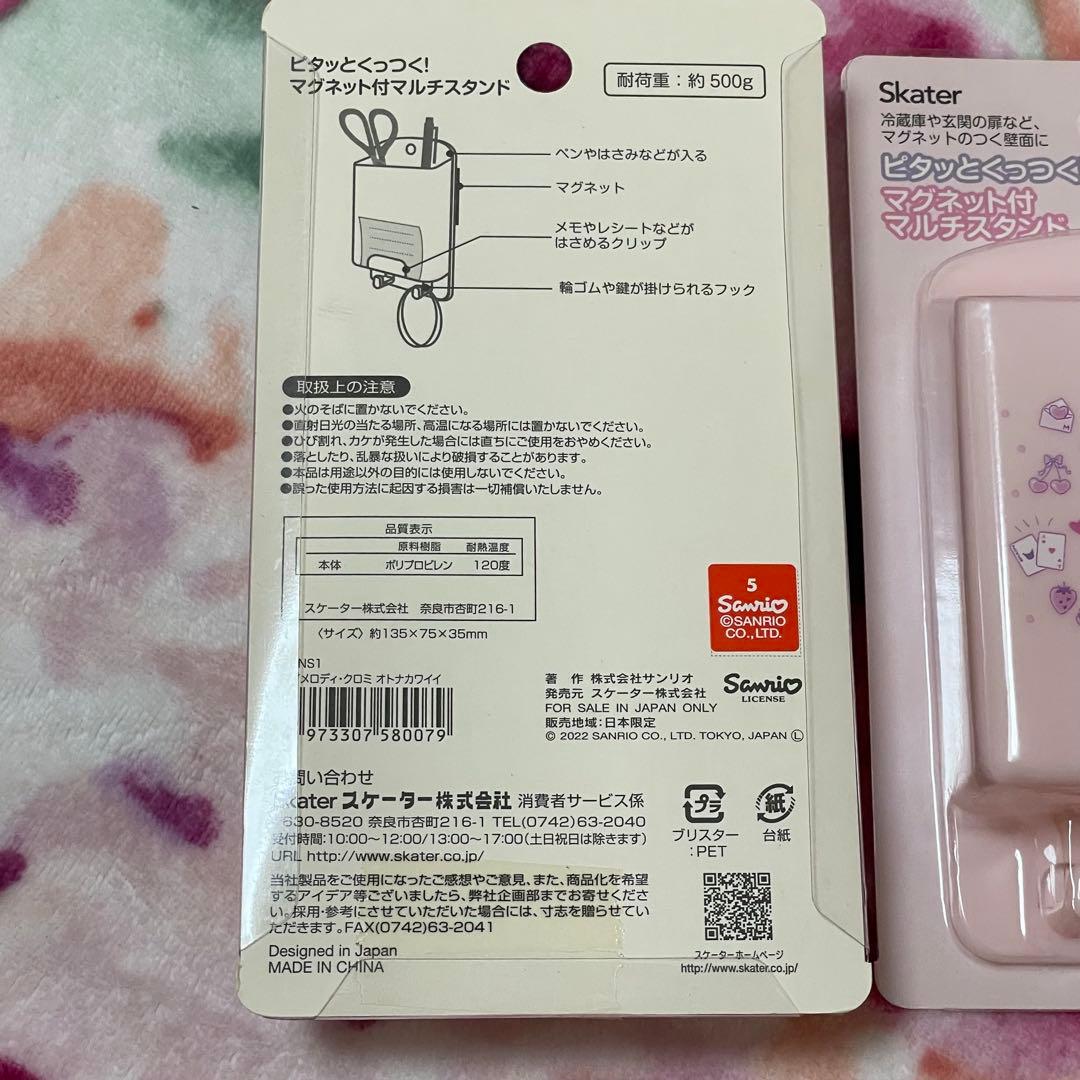 ピタッとくっつく!
マグネット付マルチスタンド
耐荷重：約500g
ペンやはさみなどが入る
マグネット
メモやレシートなどが
はさめるクリップ
輪ゴムや鍵が掛けられるフック
取扱上の注意
●火のそばに置かないでください。
●直射日光の当たる場所、高温になる場所には置かないでください。
●ひび割れ、カケが発生した場合には直ちにご使用をおやめください。
●落としたり、乱暴な扱いにより破損することがあります。
●本品は用途以外の目的には使用しないでください。
●誤った使用方法に起因する損害は一切補償いたしません。
品質表示
原料樹脂 耐熱温度
本体 ポリプロピレン 120度
スケーター株式会社 奈良市杏町216-1
〈サイズ〉約135×75×35mm
5
Sanrio
©SANRIO
CO.,LTD.
NS1
メロディ・クロミ オトナカワイイ
973307 580079
著 作 株式会社サンリオ
発売元 スケーター株式会社
FOR SALE IN JAPAN ONLY
販売地域：日本限定
© 2022 SANRIO CO., LTD. TOKYO, JAPAN Ⓛ
Sanrio
LICENSE
問い合わせ
Skater スケーター株式会社 消費者サービス係
〒630-8520 奈良市杏町216-1 TEL(0742)63-2040
受付時間：10:00〜12:00/13:00〜17:00(土日祝日は除きます)
URL http://www.skater.co.jp/
当社製品をご使用になったご感想やご意見、また、商品化を希望
するアイデア等ございましたら、弊社企画部までお寄せくださ
い。採用・参考にさせていただいた場合には、寸志を贈らせてい
ただきます。FAX(0742)63-2041
Designed in Japan
MADE IN CHINA
プラ
ブリスター
：PET
紙
台紙
スケーターホームページ
http://www.skater.co.jp/
Skater
冷蔵庫や玄関の扉など、
マグネットのつく壁面に
ピタッとくっつく
マグネット付
マルチスタンド
M